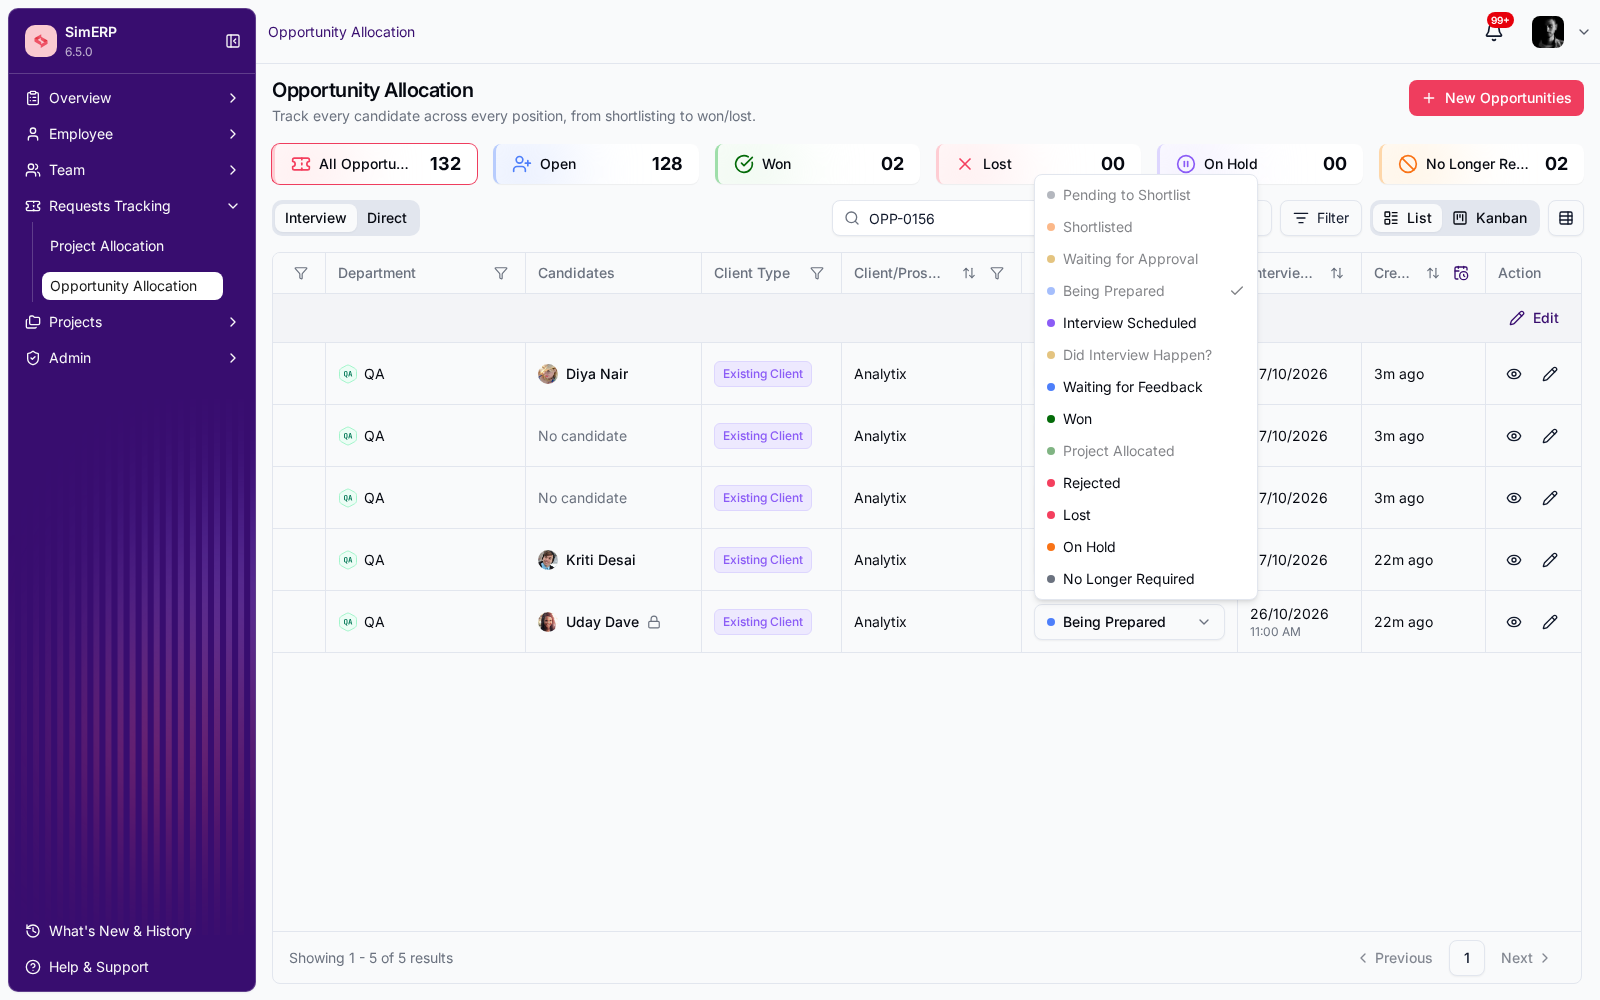 SimERP
6.5.0
Overview
Employee
Team
Requests Tracking
Project Allocation
Opportunity Allocation
Projects
Admin
What's New & History
Help & Support
Opportunity Allocation
99+
Opportunity Allocation
Track every candidate across every position, from shortlisting to won/lost.
New Opportunities
All Opportu... 132
Open 128
Won 02
Lost 00
On Hold 00
No Longer Re... 02
Interview Direct
OPP-0156
Filter
List Kanban
Department Candidates Client Type Client/Pros... ntervie... Cre... Action
Edit
QA QA Diya Nair Existing Client Analytix 7/10/2026 3m ago
QA QA No candidate Existing Client Analytix 7/10/2026 3m ago
QA QA No candidate Existing Client Analytix 7/10/2026 3m ago
QA QA Kriti Desai Existing Client Analytix 7/10/2026 22m ago
QA QA Uday Dave Existing Client Analytix Being Prepared 26/10/2026 22m ago
11:00 AM
Pending to Shortlist
Shortlisted
Waiting for Approval
Being Prepared
Interview Scheduled
Did Interview Happen?
Waiting for Feedback
Won
Project Allocated
Rejected
Lost
On Hold
No Longer Required
Showing 1 - 5 of 5 results
Previous 1 Next